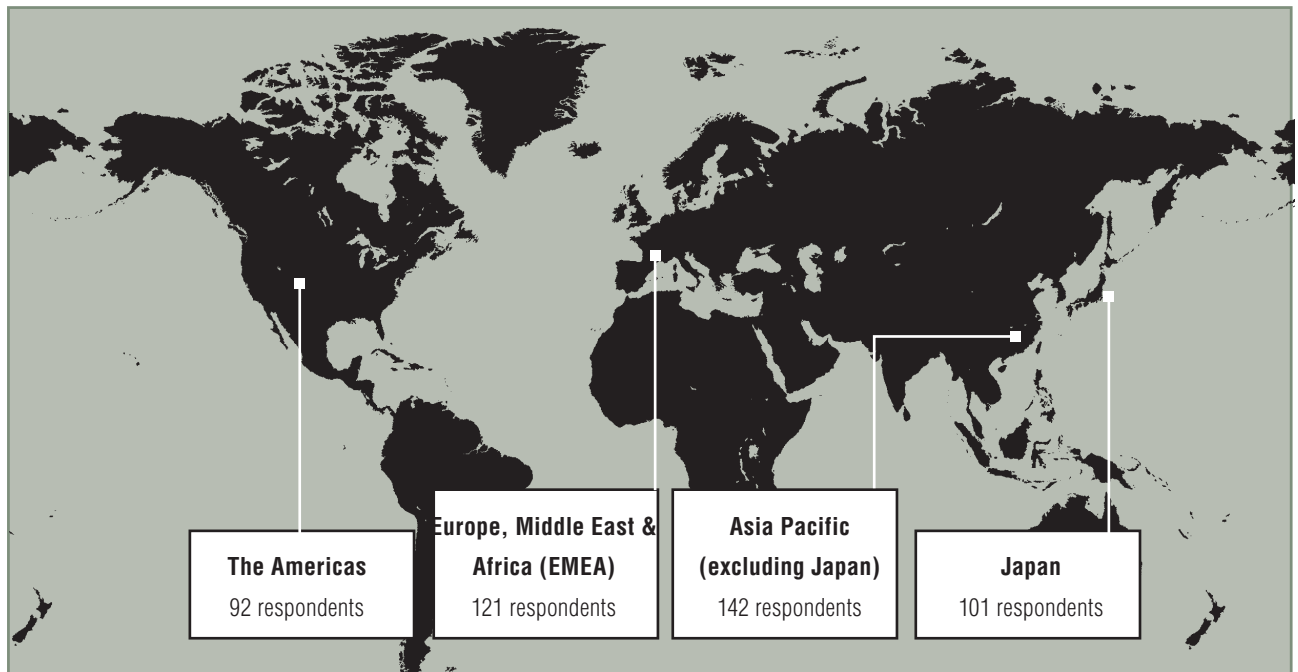 The Americas
92 respondents
Europe, Middle East &
Africa (EMEA)
121 respondents
Asia Pacific
(excluding Japan)
142 respondents
Japan
101 respondents